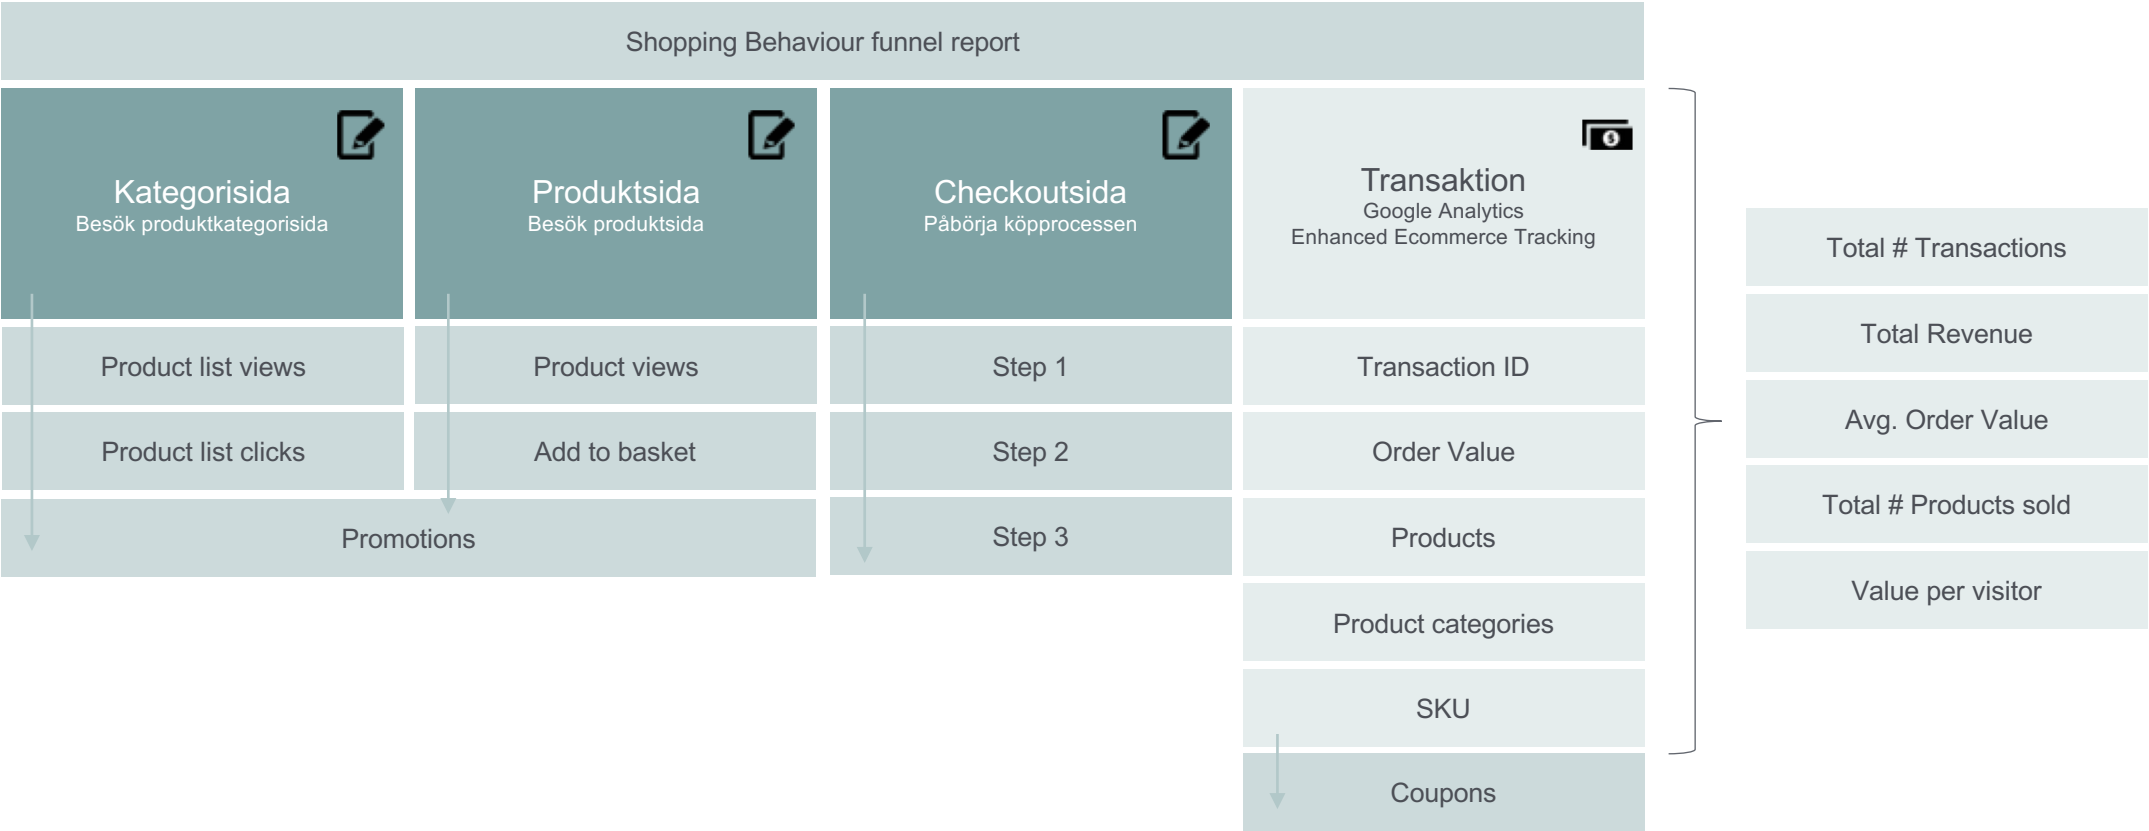 Shopping Behaviour funnel report
Kategorisida
Besök produktkategorisida
Produktsida
Besök produktsida
Checkoutsida
Påbörja köpprocessen
Transaktion
Google Analytics
Enhanced Ecommerce Tracking
Product list views
Product views
Step 1
Transaction ID
Product list clicks
Add to basket
Step 2
Order Value
Promotions
Step 3
Products
Product categories
SKU
Coupons
Total # Transactions
Total Revenue
Avg. Order Value
Total # Products sold
Value per visitor